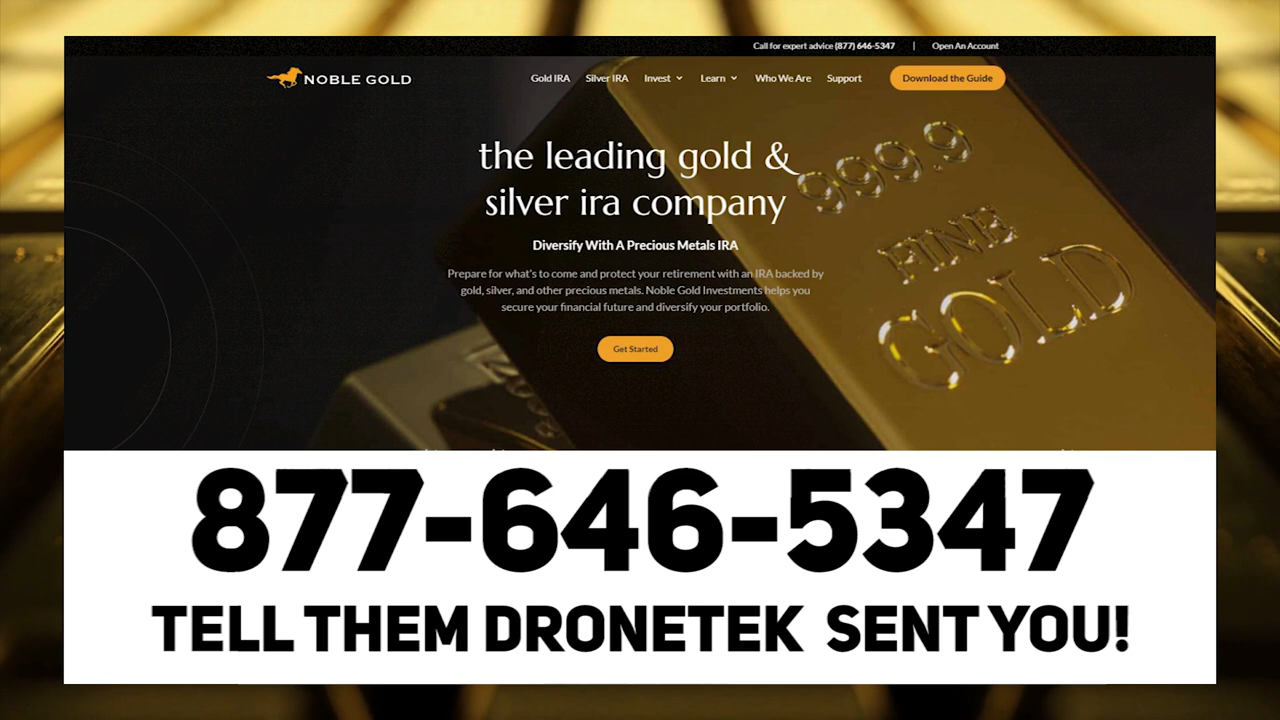 Call for expert advice (877) 646-5347 | Open An Account
NOBLE GOLD Gold IRA Silver IRA Invest Learn Who We Are Support Download the Guide
the leading gold &
silver ira company
999.9
FINE
GOLD
Diversify With A Precious Metals IRA
Prepare for what's to come and protect your retirement with an IRA backed by
gold, silver, and other precious metals. Noble Gold Investments helps you
secure your financial future and diversify your portfolio.
Get Started
877-646-5347
TELL THEM DRONETEK SENT YOU!